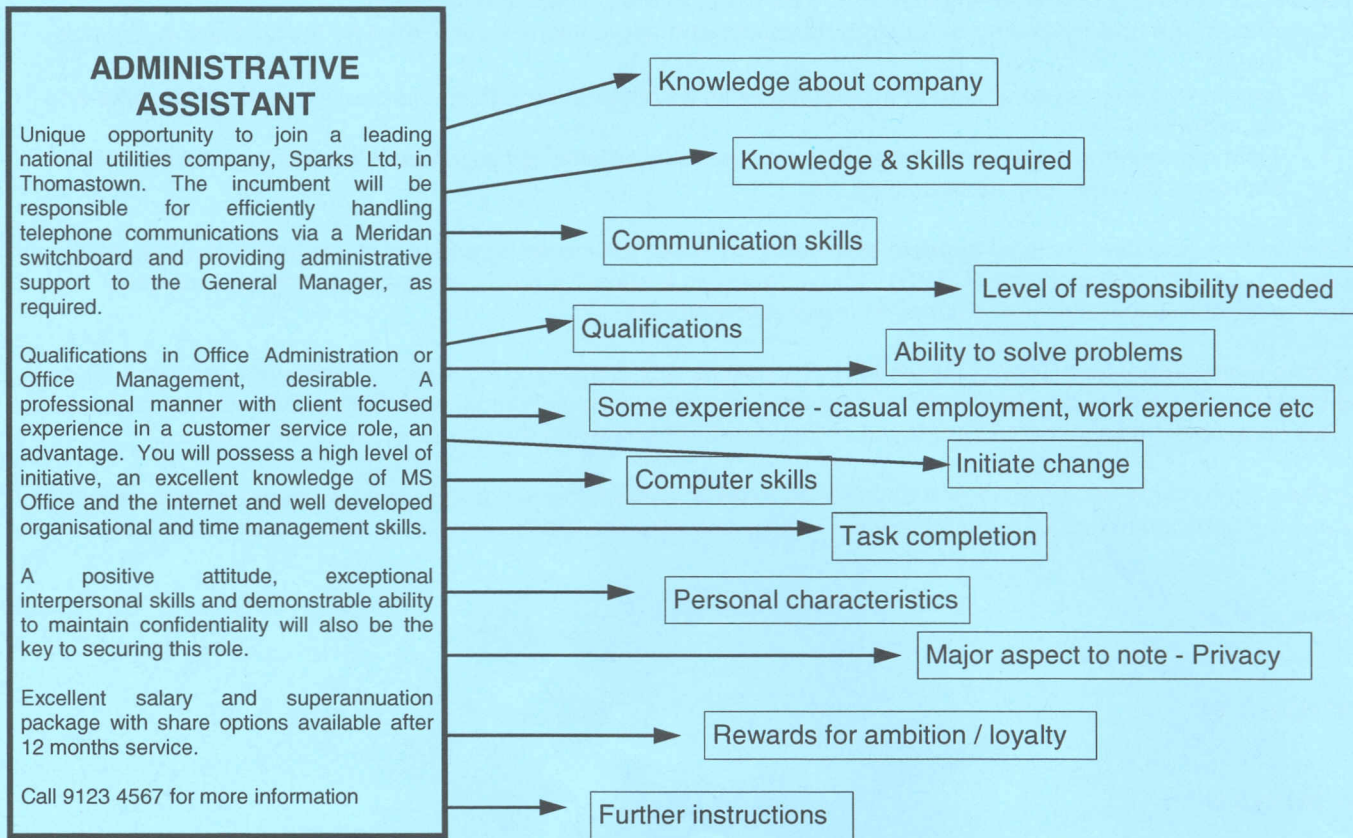 ADMINISTRATIVE
ASSISTANT
Unique opportunity to join a leading
national utilities company, Sparks Ltd, in
Thomastown. The incumbent will be
responsible for efficiently handling
telephone communications via a Meridan
switchboard and providing administrative
support to the General Manager, as
required.
Qualifications in Office Administration or
Office Management, desirable. A
professional manner with client focused
experience in a customer service role, an
advantage. You will possess a high level of
initiative, an excellent knowledge of MS
Office and the internet and well developed
organisational and time management skills.
A positive attitude, exceptional
interpersonal skills and demonstrable ability
to maintain confidentiality will also be the
key to securing this role.
Excellent salary and superannuation
package with share options available after
12 months service.
Call 9123 4567 for more information
Knowledge about company
Knowledge & skills required
Communication skills
Level of responsibility needed
Qualifications
Ability to solve problems
Some experience - casual employment, work experience etc
Initiate change
Computer skills
Task completion
Personal characteristics
Major aspect to note - Privacy
Rewards for ambition / loyalty
Further instructions